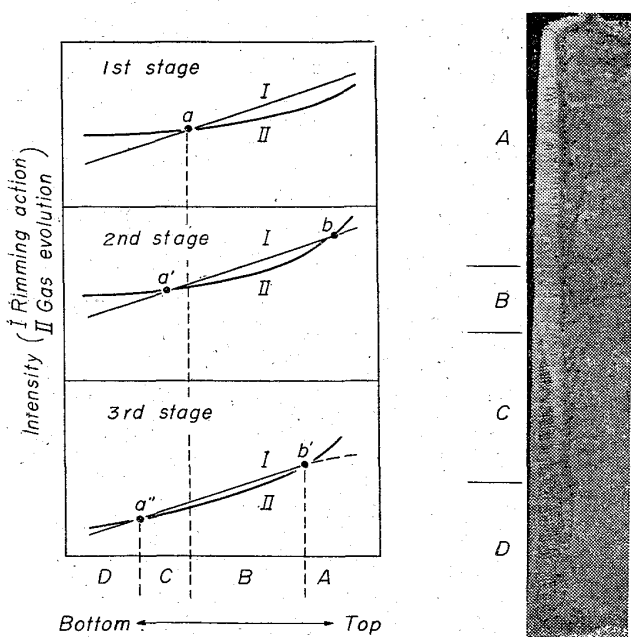 1st stage
I
a
II
2nd stage
I
b
a'
II
3rd stage
I
b'
a"
II
Intensity ( I Rimming action
II Gas evolution )
D C B A
Bottom Top
A
B
C
D